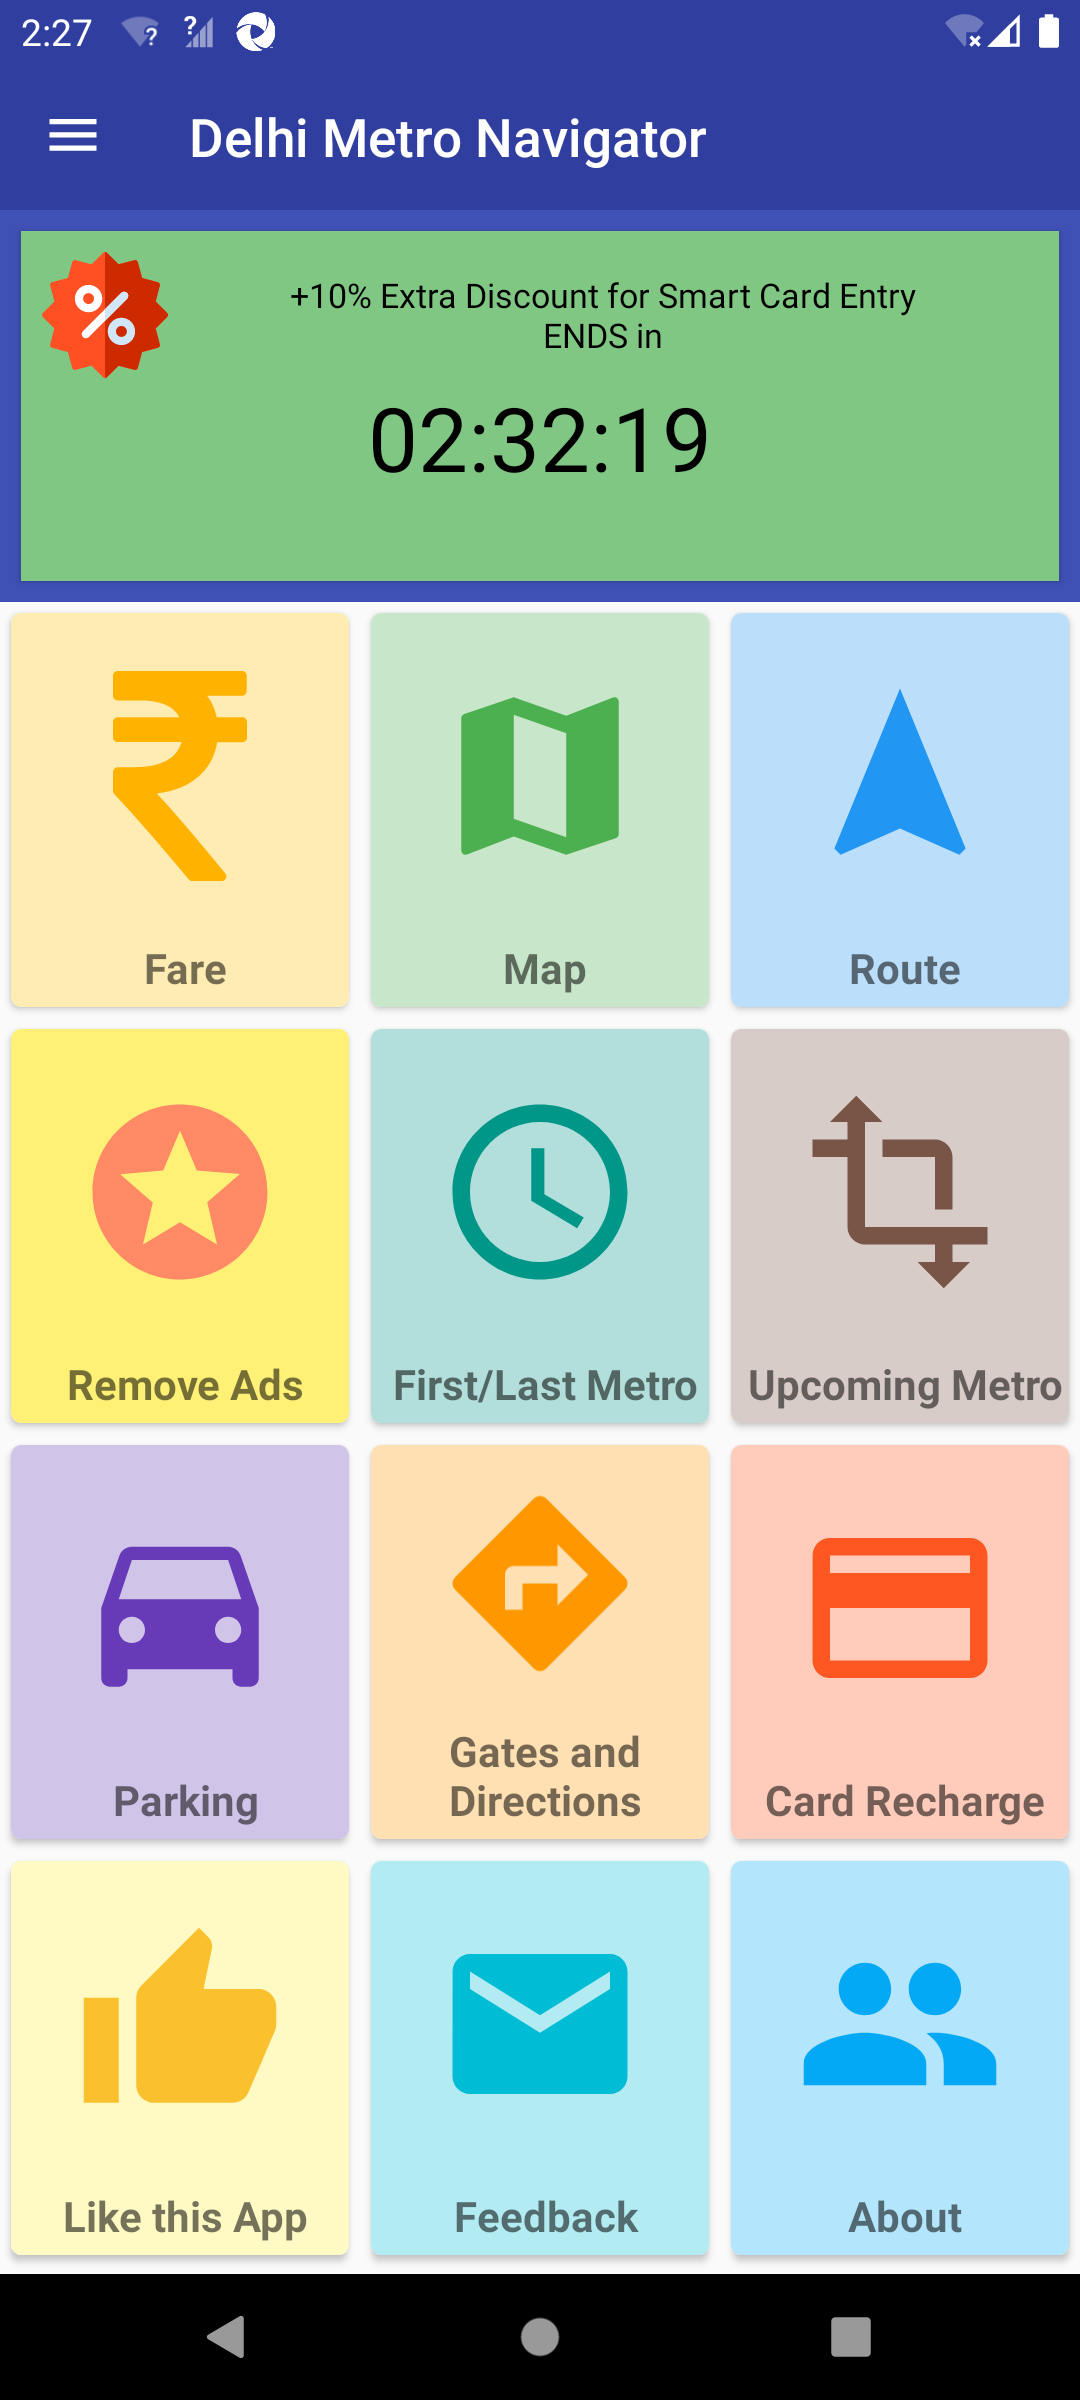 2:27
Delhi Metro Navigator
+10% Extra Discount for Smart Card Entry
ENDS in
02:32:19
Fare
Map
Route
Remove Ads
First/Last Metro
Upcoming Metro
Parking
Gates and
Directions
Card Recharge
Like this App
Feedback
About